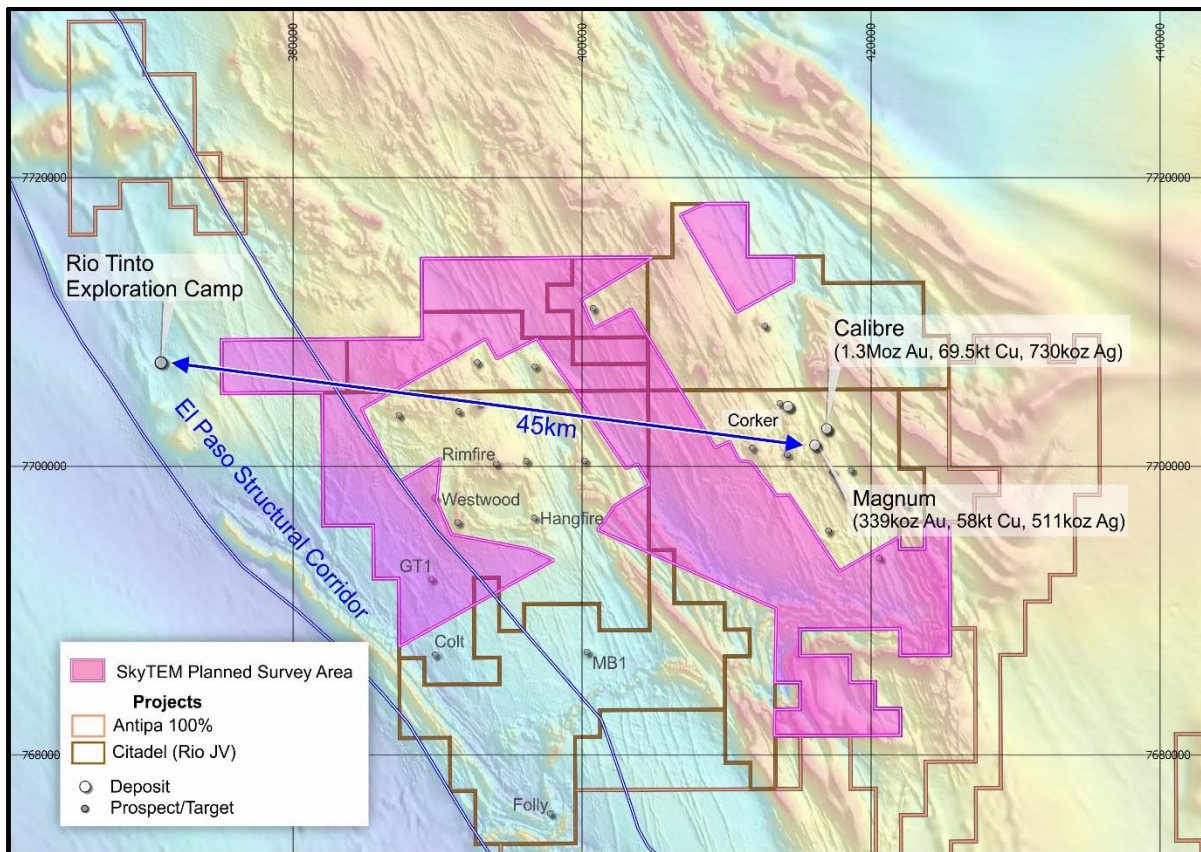 380000
400000
420000
440000
7720000
7720000
Rio Tinto
Exploration Camp
Calibre
(1.3Moz Au, 69.5kt Cu, 730koz Ag)
El Paso Structural Corridor
45km
Corker
Rimfire
7700000
7700000
Westwood
Hangfire
Magnum
(339koz Au, 58kt Cu, 511koz Ag)
GT1
Colt
MB1
SkyTEM Planned Survey Area
Projects
Antipa 100%
Citadel (Rio JV)
Deposit
Prospect/Target
7680000
7680000
Folly